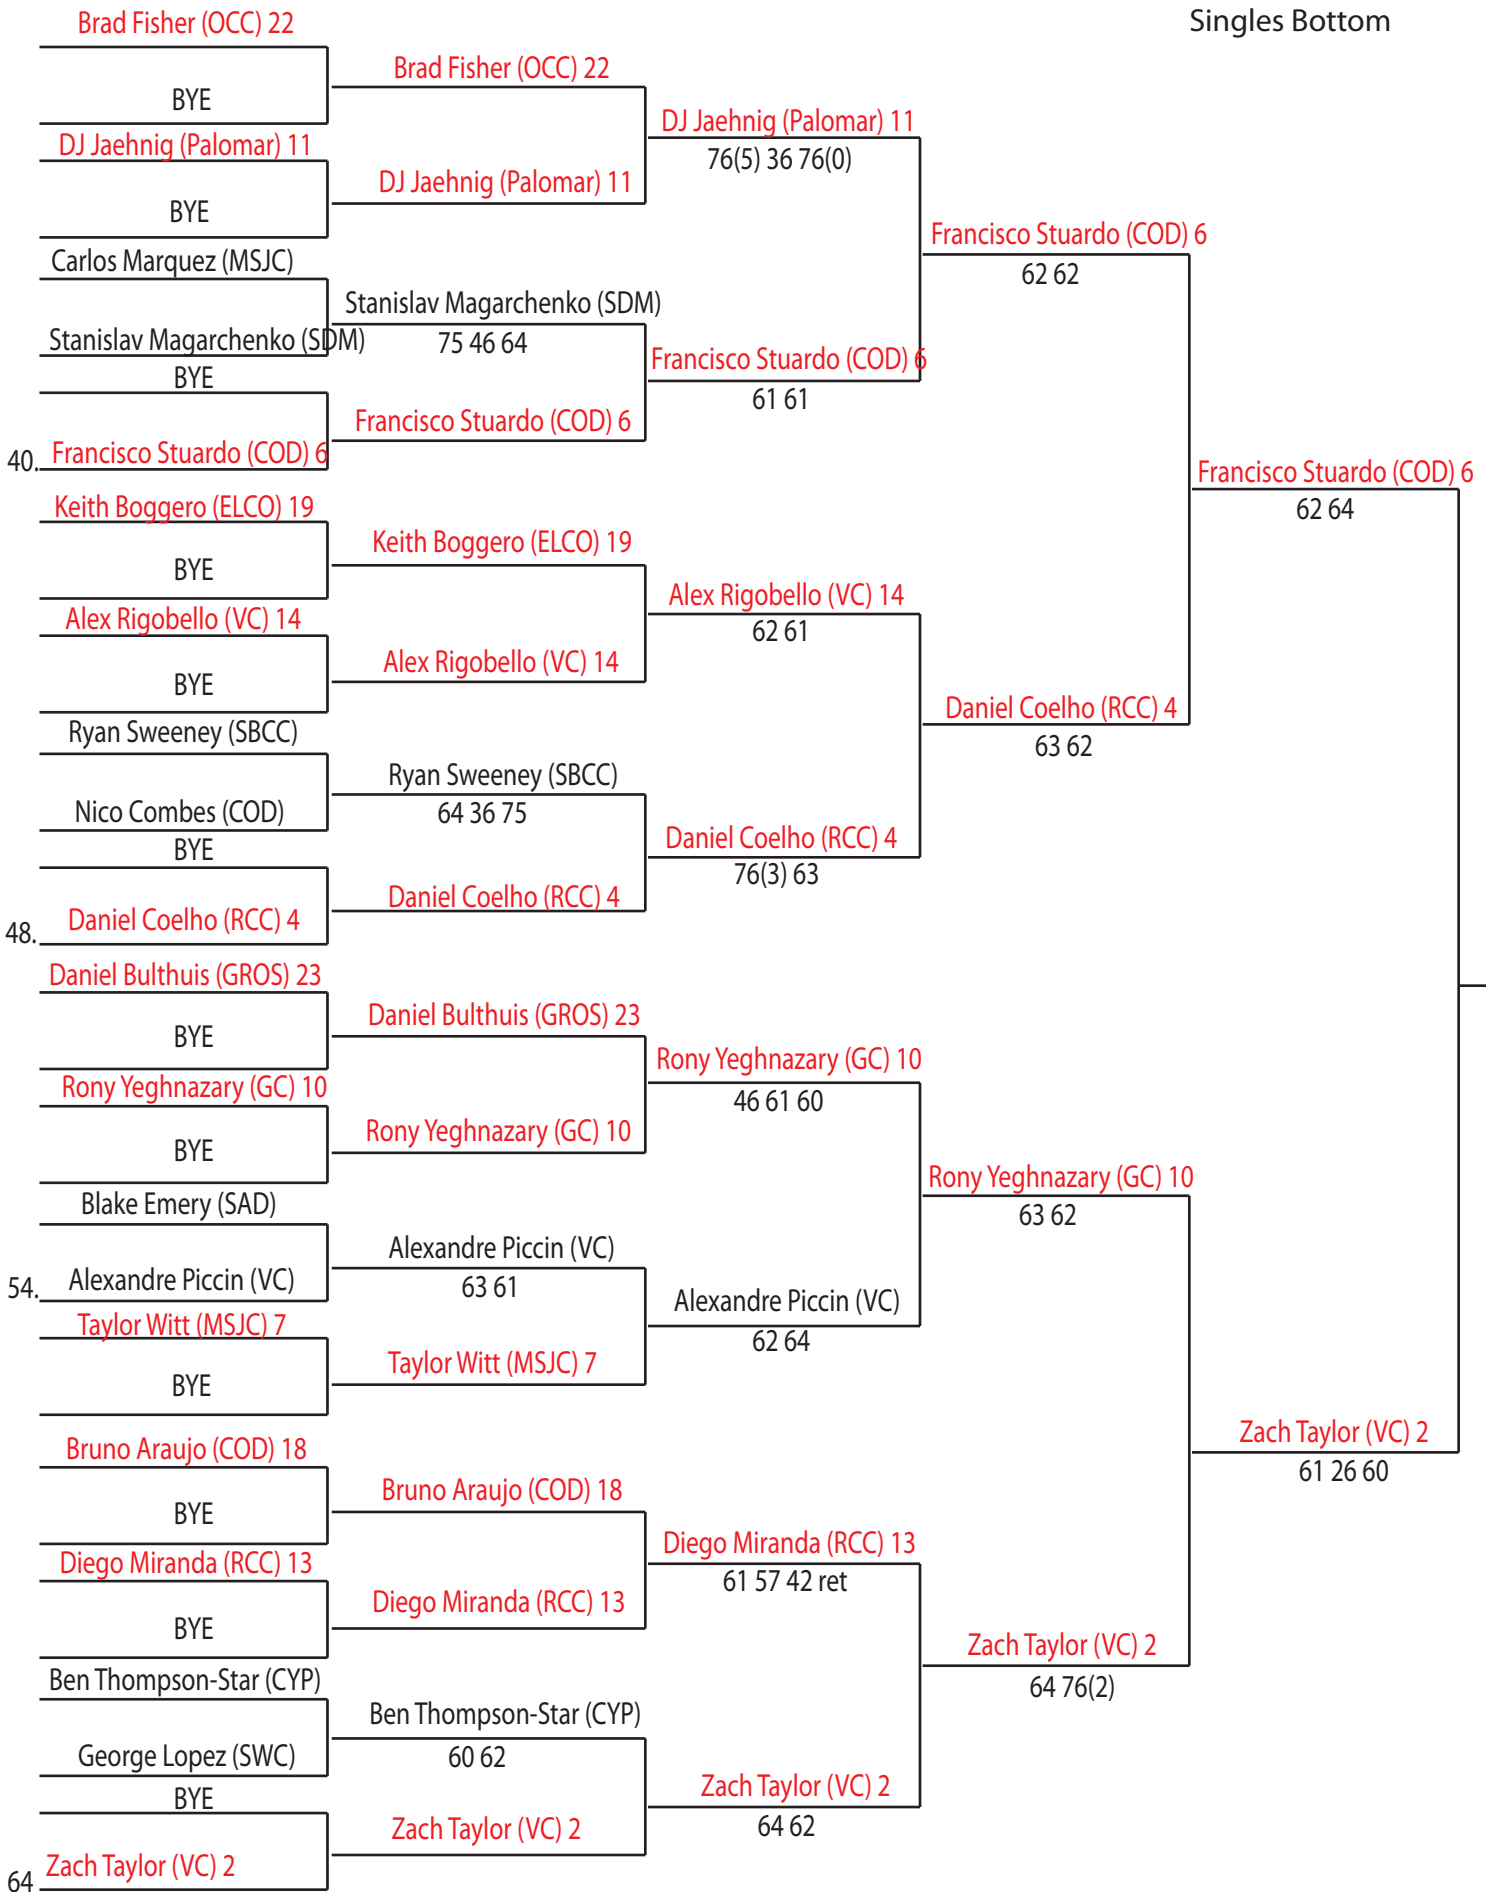 Singles Bottom
Brad Fisher (OCC) 22
BYE
DJ Jaehnig (Palomar) 11
BYE
Carlos Marquez (MSJC)
Stanislav Magarchenko (SDM)
BYE
40. Francisco Stuardo (COD) 6
Keith Boggero (ELCO) 19
BYE
Alex Rigobello (VC) 14
BYE
Ryan Sweeney (SBCC)
Nico Combes (COD)
BYE
48. Daniel Coelho (RCC) 4
Daniel Bulthuis (GROS) 23
BYE
Rony Yeghnazary (GC) 10
BYE
Blake Emery (SAD)
54. Alexandre Piccin (VC)
Taylor Witt (MSJC) 7
BYE
Bruno Araujo (COD) 18
BYE
Diego Miranda (RCC) 13
BYE
Ben Thompson-Star (CYP)
George Lopez (SWC)
BYE
64 Zach Taylor (VC) 2
Brad Fisher (OCC) 22
DJ Jaehnig (Palomar) 11
Stanislav Magarchenko (SDM)
75 46 64
Francisco Stuardo (COD) 6
Keith Boggero (ELCO) 19
Alex Rigobello (VC) 14
Ryan Sweeney (SBCC)
64 36 75
Daniel Coelho (RCC) 4
Daniel Bulthuis (GROS) 23
Rony Yeghnazary (GC) 10
Alexandre Piccin (VC)
63 61
Taylor Witt (MSJC) 7
Bruno Araujo (COD) 18
Diego Miranda (RCC) 13
Ben Thompson-Star (CYP)
60 62
Zach Taylor (VC) 2
DJ Jaehnig (Palomar) 11
76(5) 36 76(0)
Francisco Stuardo (COD) 6
61 61
Alex Rigobello (VC) 14
62 61
Daniel Coelho (RCC) 4
76(3) 63
Rony Yeghnazary (GC) 10
46 61 60
Alexandre Piccin (VC)
62 64
Diego Miranda (RCC) 13
61 57 42 ret
Zach Taylor (VC) 2
64 62
Francisco Stuardo (COD) 6
62 62
Daniel Coelho (RCC) 4
63 62
Rony Yeghnazary (GC) 10
63 62
Zach Taylor (VC) 2
64 76(2)
Francisco Stuardo (COD) 6
62 64
Zach Taylor (VC) 2
61 26 60